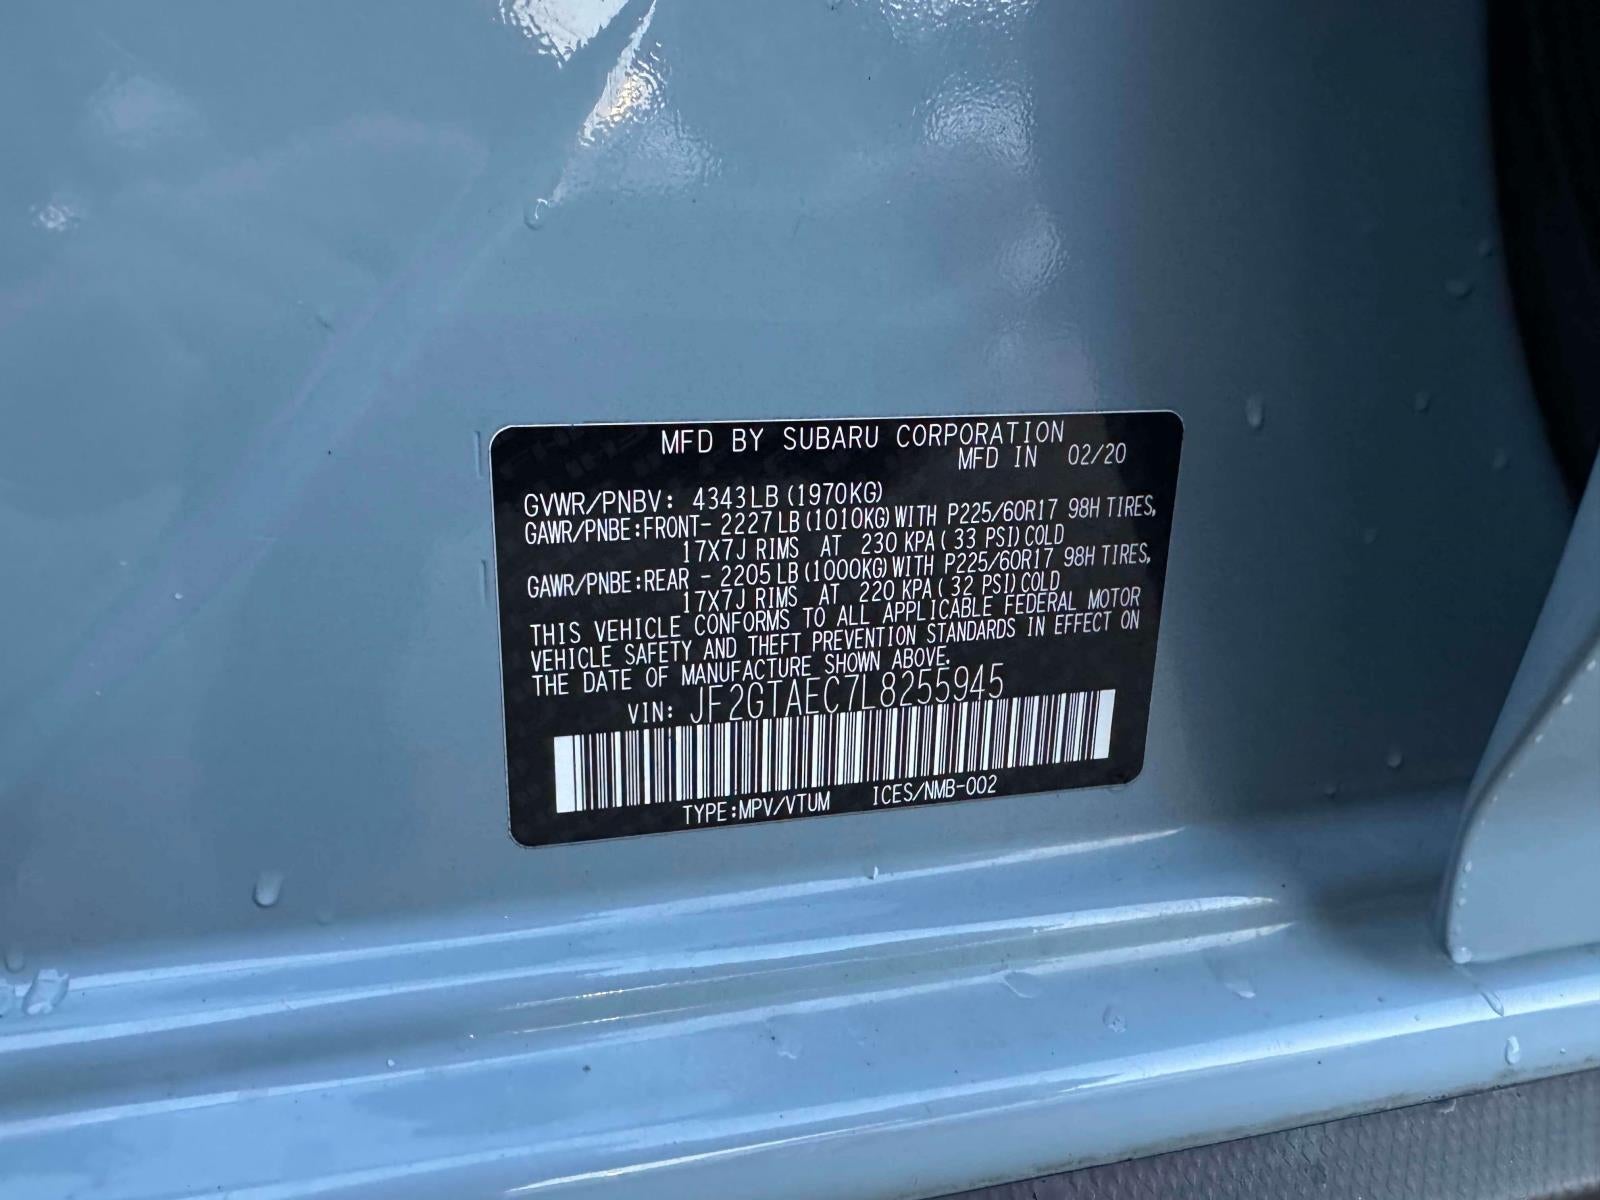 MFD BY SUBARU CORPORATION
MFD IN 02/20
GVWR/PNBV: 4343LB(1970KG)
GAWR/PNBE:FRONT- 2227LB(1010KG)WITH P225/60R17 98H TIRES,
17X7J RIMS AT 230 KPA( 33 PSI)COLD
GAWR/PNBE:REAR - 2205LB(1000KG)WITH P225/60R17 98H TIRES,
17X7J RIMS AT 220 KPA( 32 PSI)COLD
THIS VEHICLE CONFORMS TO ALL APPLICABLE FEDERAL MOTOR
VEHICLE SAFETY AND THEFT PREVENTION STANDARDS IN EFFECT ON
THE DATE OF MANUFACTURE SHOWN ABOVE.
VIN: JF2GTAEC7L8255945
TYPE:MPV/VTUM ICES/NMB-002